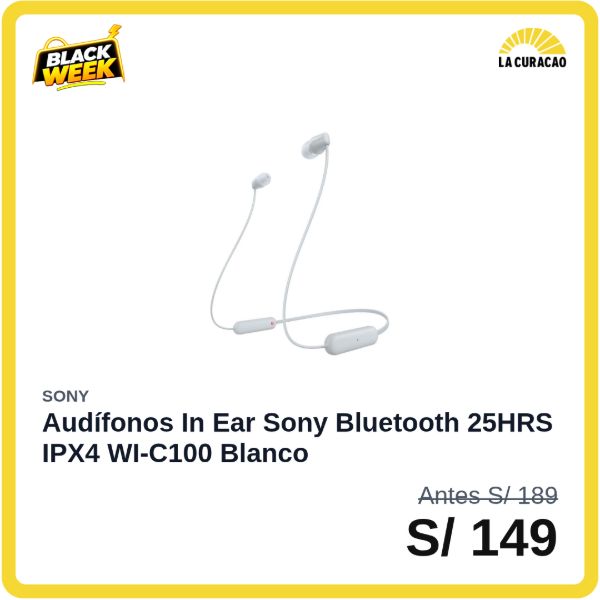 BLACK
WEEK
LA CURACAO
SONY
Audífonos In Ear Sony Bluetooth 25HRS
IPX4 WI-C100 Blanco
Antes S/ 189
S/ 149